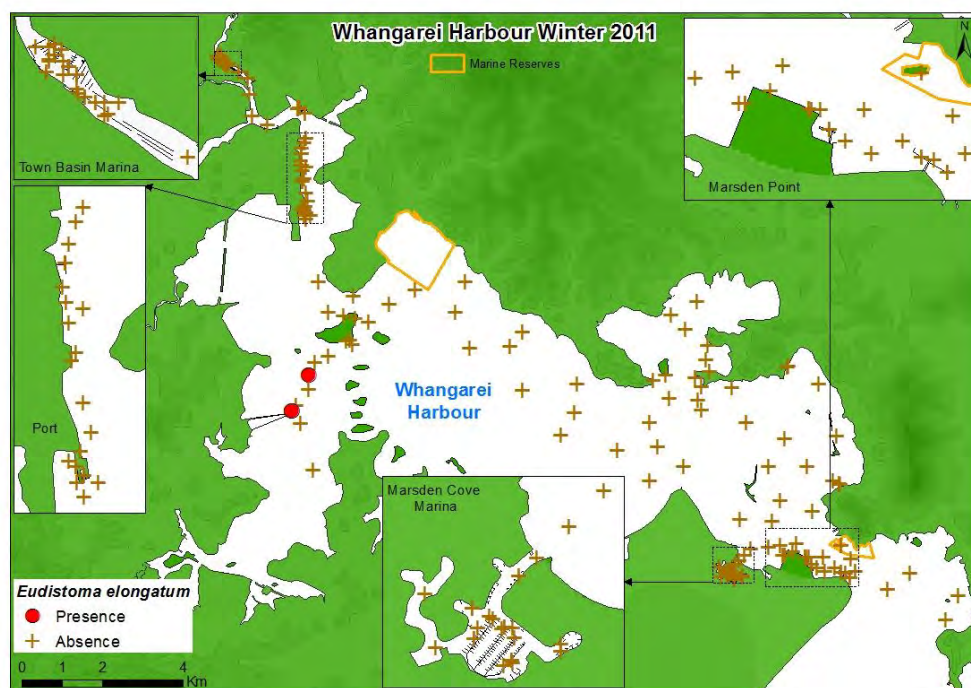 Whangarei Harbour Winter 2011
Marine Reserves
N
Town Basin Marina
Marsden Point
Port
Whangarei
Harbour
Marsden Cove
Marina
Eudistoma elongatum
Presence
Absence
0 1 2 4
Km